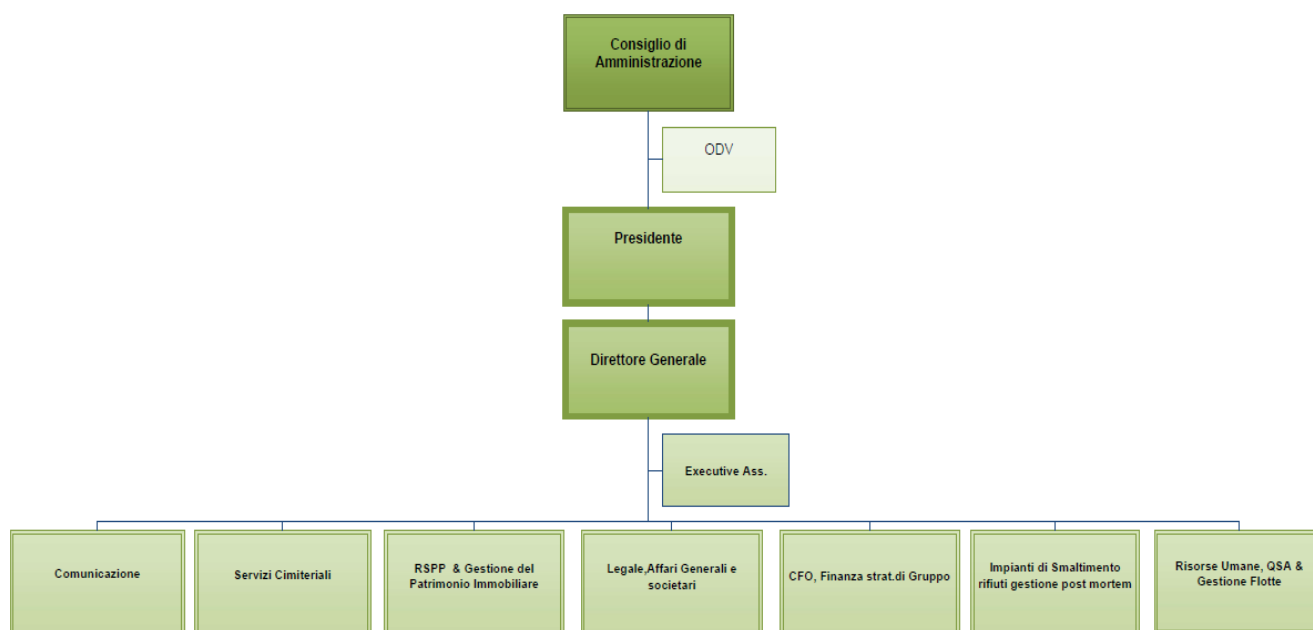 Consiglio di
Amministrazione
ODV
Presidente
Direttore Generale
Executive Ass.
Comunicazione
Servizi Cimiteriali
RSPP & Gestione del
Patrimonio Immobiliare
Legale,Affari Generali e
societari
CFO, Finanza strat.di Gruppo
Impianti di Smaltimento
rifiuti gestione post mortem
Risorse Umane, QSA &
Gestione Flotte